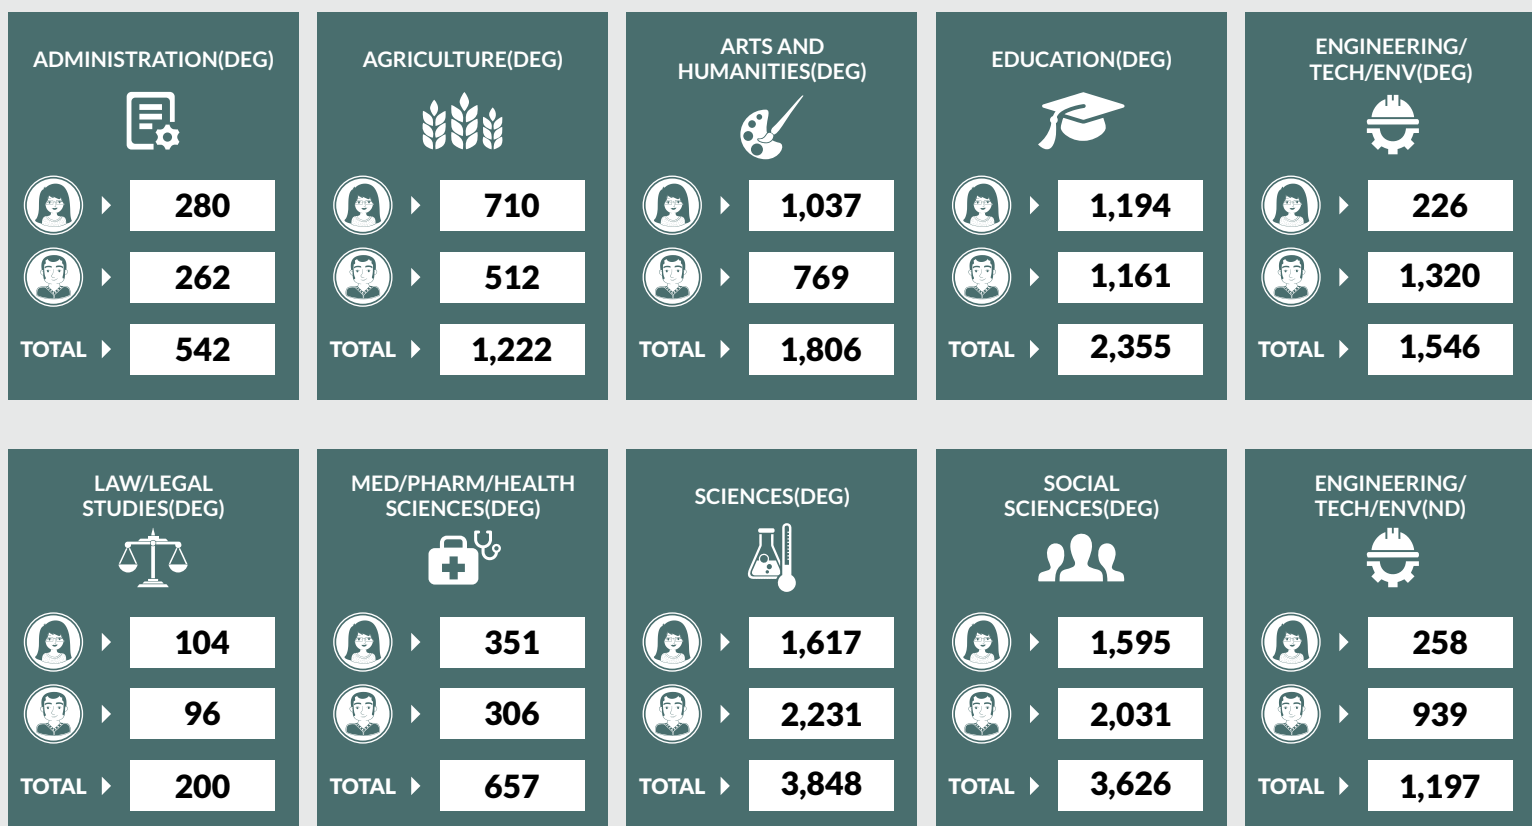 ADMINISTRATION(DEG)
280
262
TOTAL 542
AGRICULTURE(DEG)
710
512
TOTAL 1,222
ARTS AND
HUMANITIES(DEG)
1,037
769
TOTAL 1,806
EDUCATION(DEG)
1,194
1,161
TOTAL 2,355
ENGINEERING/
TECH/ENV(DEG)
226
1,320
TOTAL 1,546
LAW/LEGAL
STUDIES(DEG)
104
96
TOTAL 200
MED/PHARM/HEALTH
SCIENCES(DEG)
351
306
TOTAL 657
SCIENCES(DEG)
1,617
2,231
TOTAL 3,848
SOCIAL
SCIENCES(DEG)
1,595
2,031
TOTAL 3,626
ENGINEERING/
TECH/ENV(ND)
258
939
TOTAL 1,197